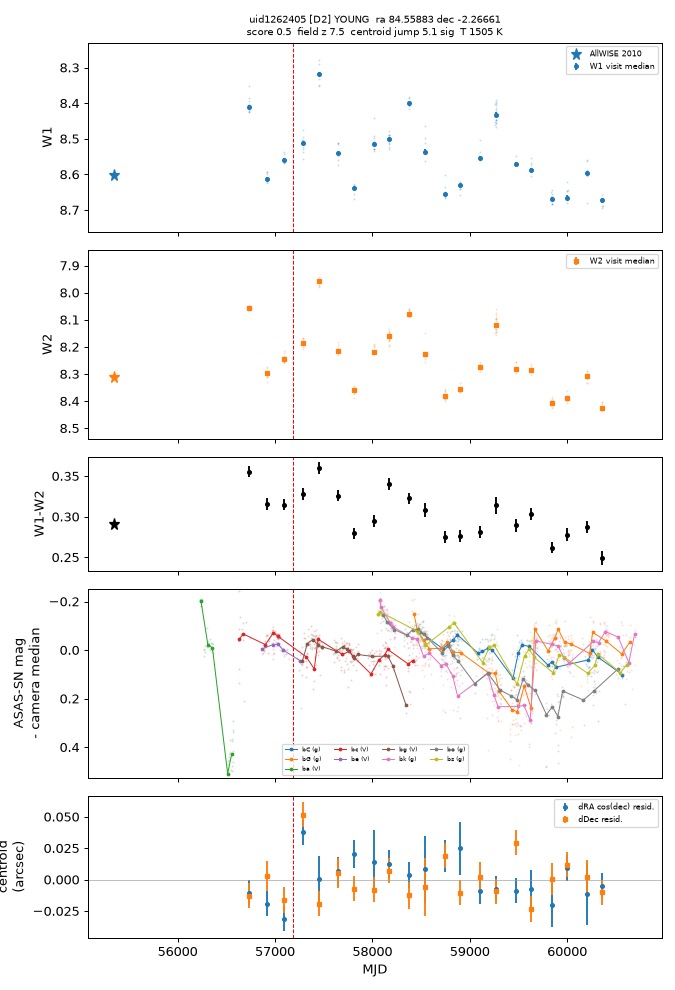 uid1262405 [D2] YOUNG ra 84.55883 dec -2.26661
score 0.5 field z 7.5 centroid jump 5.1 sig T 1505 K
AllWISE 2010
W1 visit median
8.3
8.4
8.5
8.6
8.7
W1
W2 visit median
7.9
8.0
8.1
8.2
8.3
8.4
8.5
W2
0.35
0.30
0.25
W1-W2
−0.2
0.0
0.2
0.4
ASAS-SN mag
- camera median
bC (g)
bG (g)
ba (V)
bc (V)
be (V)
bg (V)
bk (g)
bo (g)
bs (g)
dRA cos(dec) resid.
dDec resid.
0.050
0.025
0.000
−0.025
centroid
(arcsec)
56000 57000 58000 59000 60000
MJD